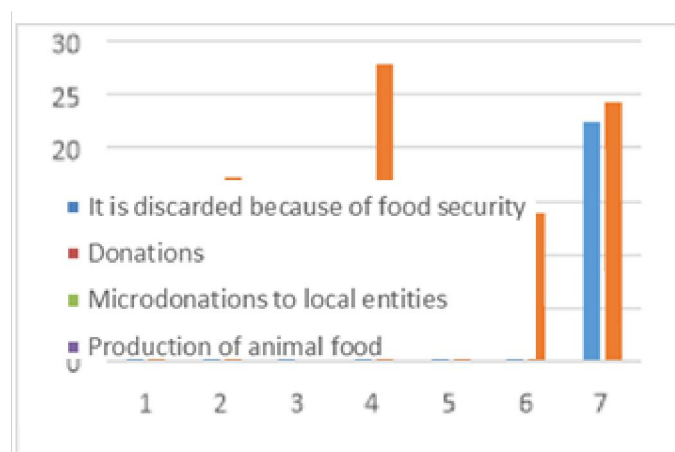 30
25
20
It is discarded because of food security
Donations
Microdonations to local entities
Production of animal food
0
1 2 3 4 5 6 7